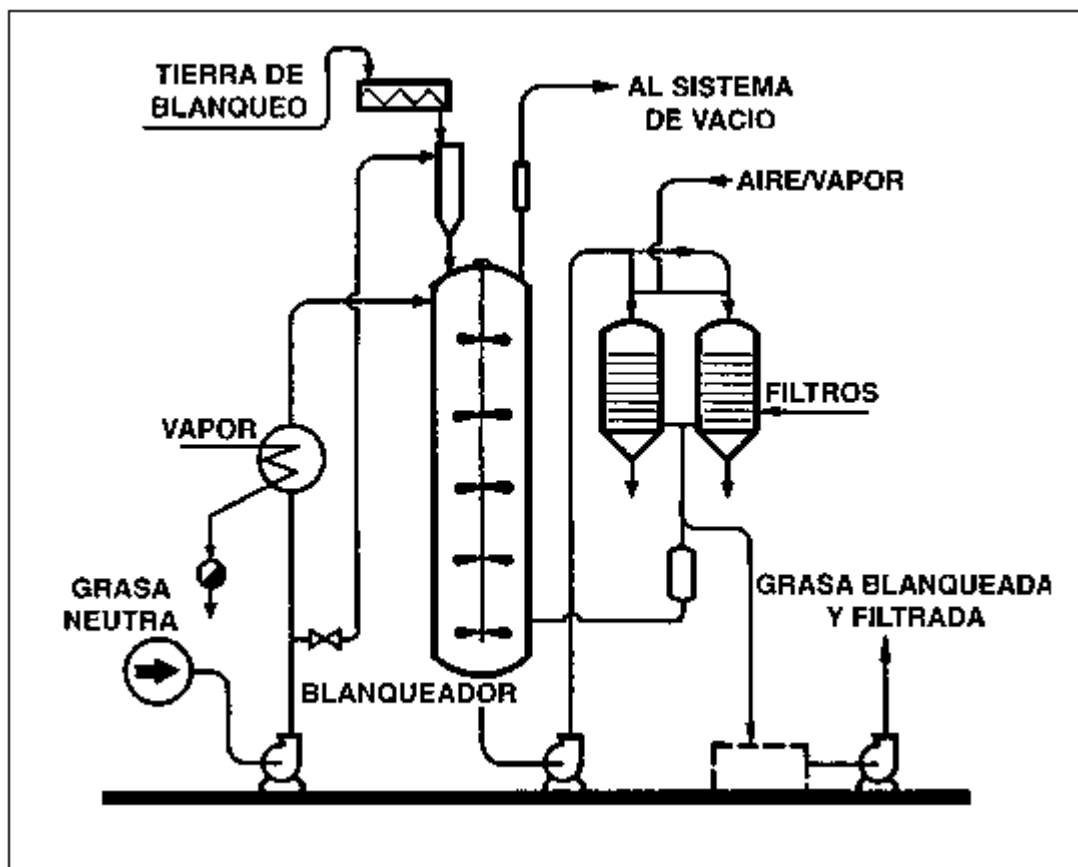 TIERRA DE
BLANQUEO
AL SISTEMA
DE VACIO
AIRE/VAPOR
FILTROS
VAPOR
GRASA
NEUTRA
GRASA BLANQUEADA
Y FILTRADA
BLANQUEADOR